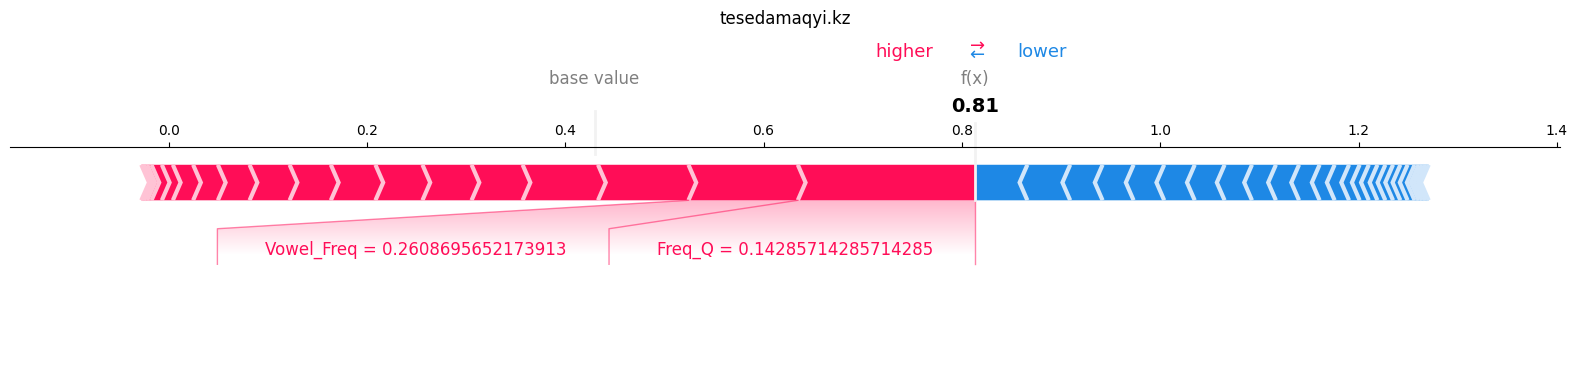 tesedamaqyi.kz
higher ⇄ lower
base value f(x)
0.81
0.0 0.2 0.4 0.6 0.8 1.0 1.2 1.4
Vowel_Freq = 0.2608695652173913 Freq_Q = 0.14285714285714285